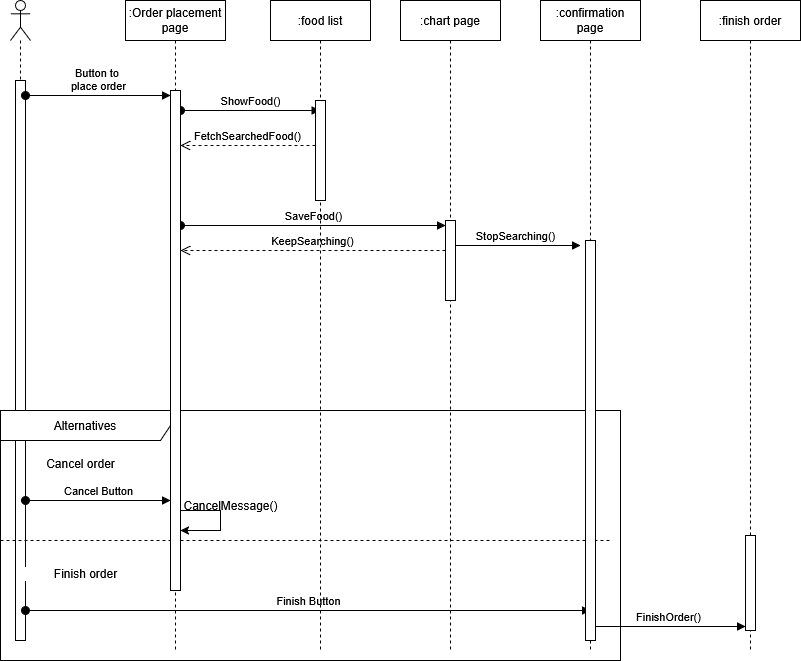 :Order placement
page
:food list
:chart page
:confirmation
page
:finish order
Button to
place order
ShowFood()
FetchSearchedFood()
SaveFood()
KeepSearching()
StopSearching()
Alternatives
Cancel order
Cancel Button
CancelMessage()
Finish order
Finish Button
FinishOrder()